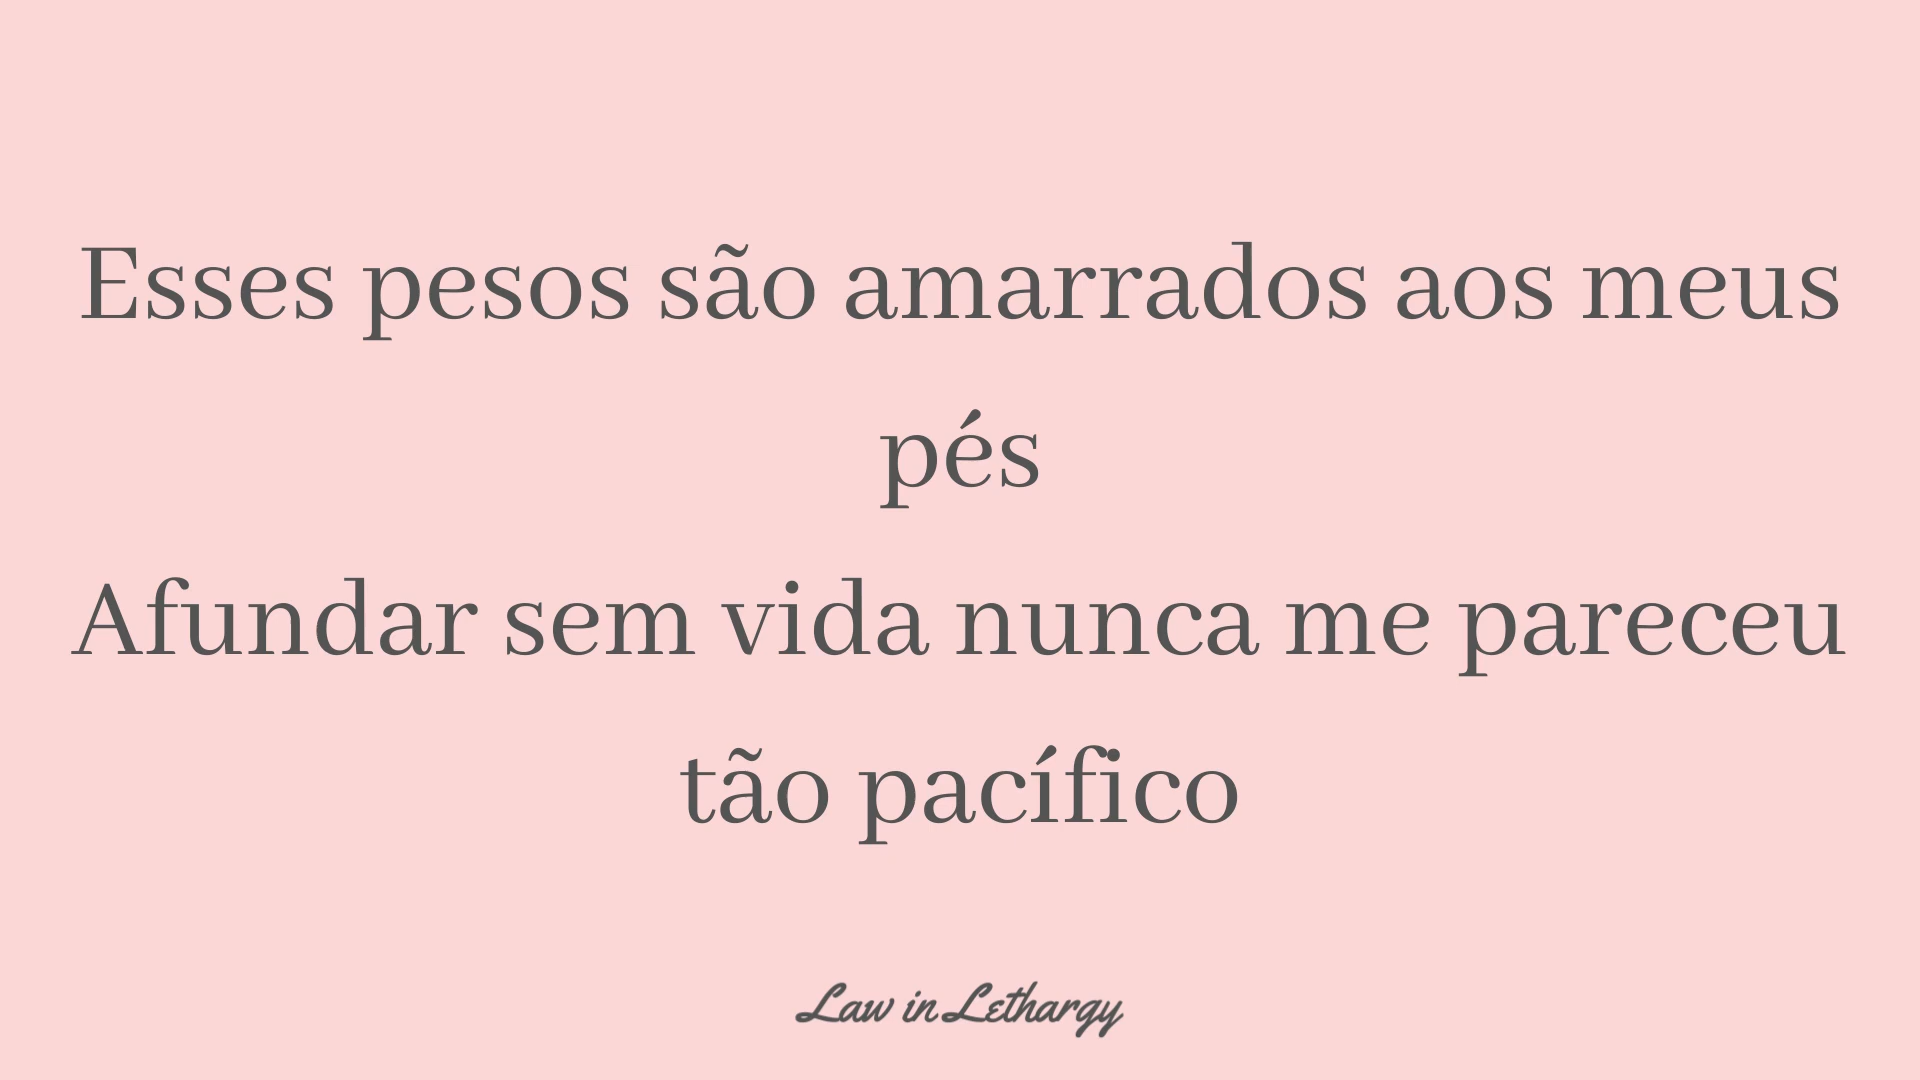 Esses pesos são amarrados aos meus
pés
Afundar sem vida nunca me pareceu
tão pacífico
Law in Lethargy